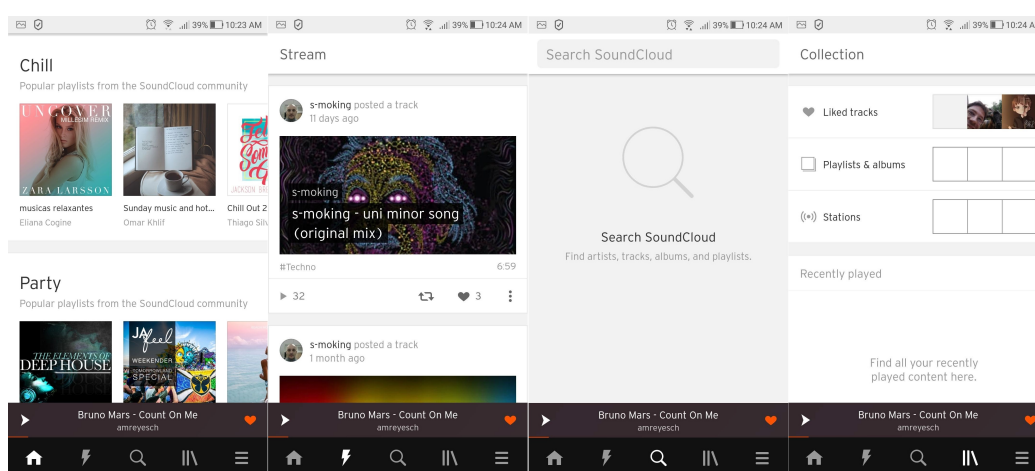 39% 10:23 AM
Chill
Popular playlists from the SoundCloud community
UNCOVER
MILLESIM REMIX
ZARA LARSSON
JACKSON BRE
musicas relaxantes
Eliana Cogine
Sunday music and hot...
Omar Khlif
Chill Out 2
Thiago Silv
Party
Popular playlists from the SoundCloud community
THE ELEMENTS OF
DEEP HOUSE
JAfeel
WEEKENDER
TOMORROWLAND
SPECIAL
Bruno Mars - Count On Me
amreyesch
39% 10:24 AM
Stream
s-moking posted a track
11 days ago
s-moking
s-moking - uni minor song
(original mix)
#Techno
6:59
32
3
s-moking posted a track
1 month ago
Bruno Mars - Count On Me
amreyesch
39% 10:24 AM
Search SoundCloud
Search SoundCloud
Find artists, tracks, albums, and playlists.
Bruno Mars - Count On Me
amreyesch
39% 10:24 A
Collection
Liked tracks
Playlists & albums
Stations
Recently played
Find all your recently
played content here.
Bruno Mars - Count On Me
amreyesch